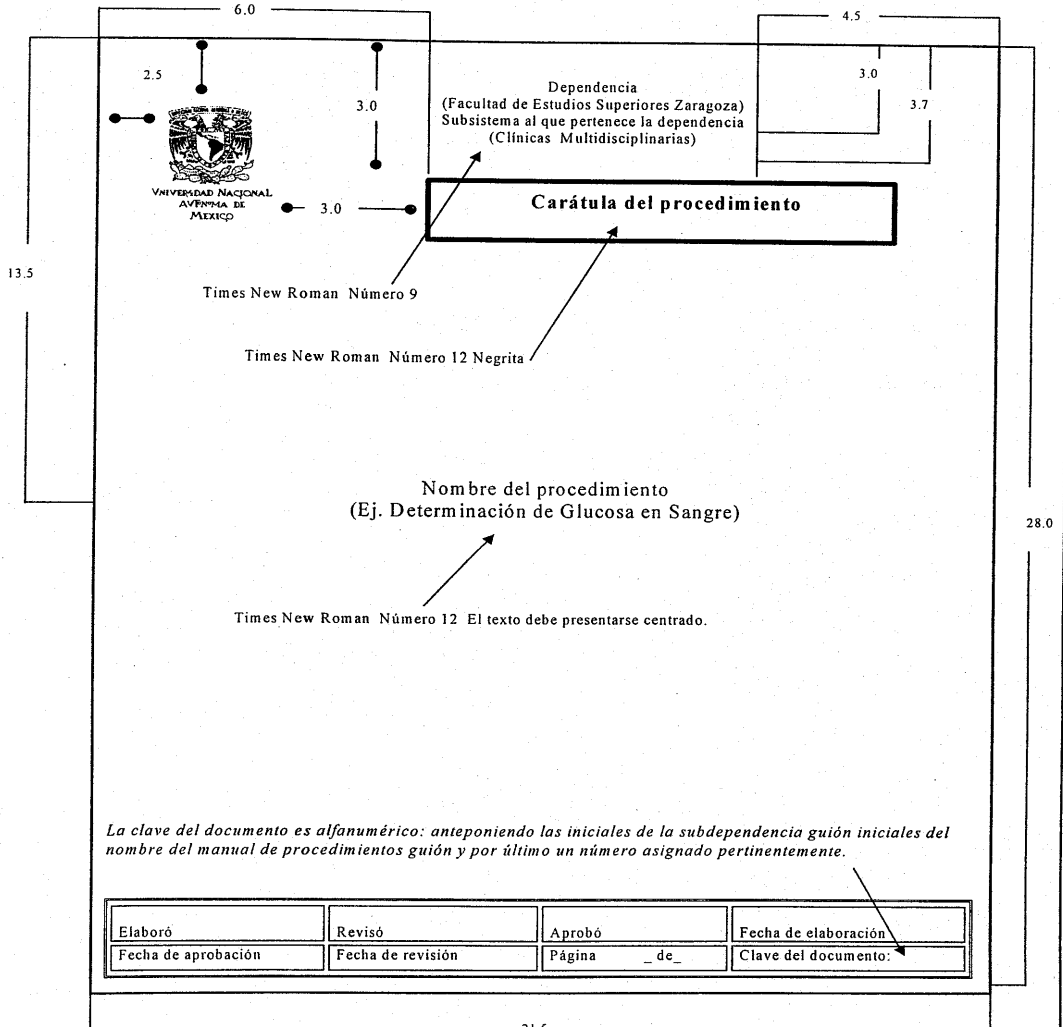 6.0
4.5
2.5
3.0
3.0
3.7
Dependencia
(Facultad de Estudios Superiores Zaragoza)
Subsistema al que pertenece la dependencia
(Clínicas Multidisciplinarias)
VNIVERSDAD NACJONAL
AVFNºMA DE
MEXICO
3.0
Carátula del procedimiento
13.5
Times New Roman Número 9
Times New Roman Número 12 Negrita
Nombre del procedimiento
(Ej. Determinación de Glucosa en Sangre)
28.0
Times New Roman Número 12 El texto debe presentarse centrado.
La clave del documento es alfanumérico: anteponiendo las iniciales de la subdependencia guión iniciales del
nombre del manual de procedimientos guión y por último un número asignado pertinentemente.
Elaboró Revisó Aprobó Fecha de elaboración
Fecha de aprobación Fecha de revisión Página _ de_ Clave del documento: